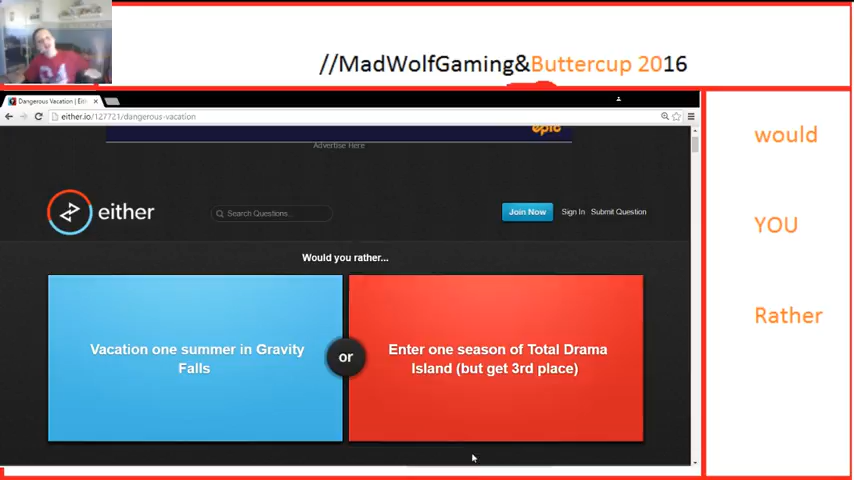 //MadWolfGaming&Buttercup 2016
Dangerous Vacation | Eit
either.io/127721/dangerous-vacation
epic
Advertise Here
either
Search Questions...
Join Now
Sign In
Submit Question
Would you rather...
Vacation one summer in Gravity
Falls
or
Enter one season of Total Drama
Island (but get 3rd place)
would
YOU
Rather